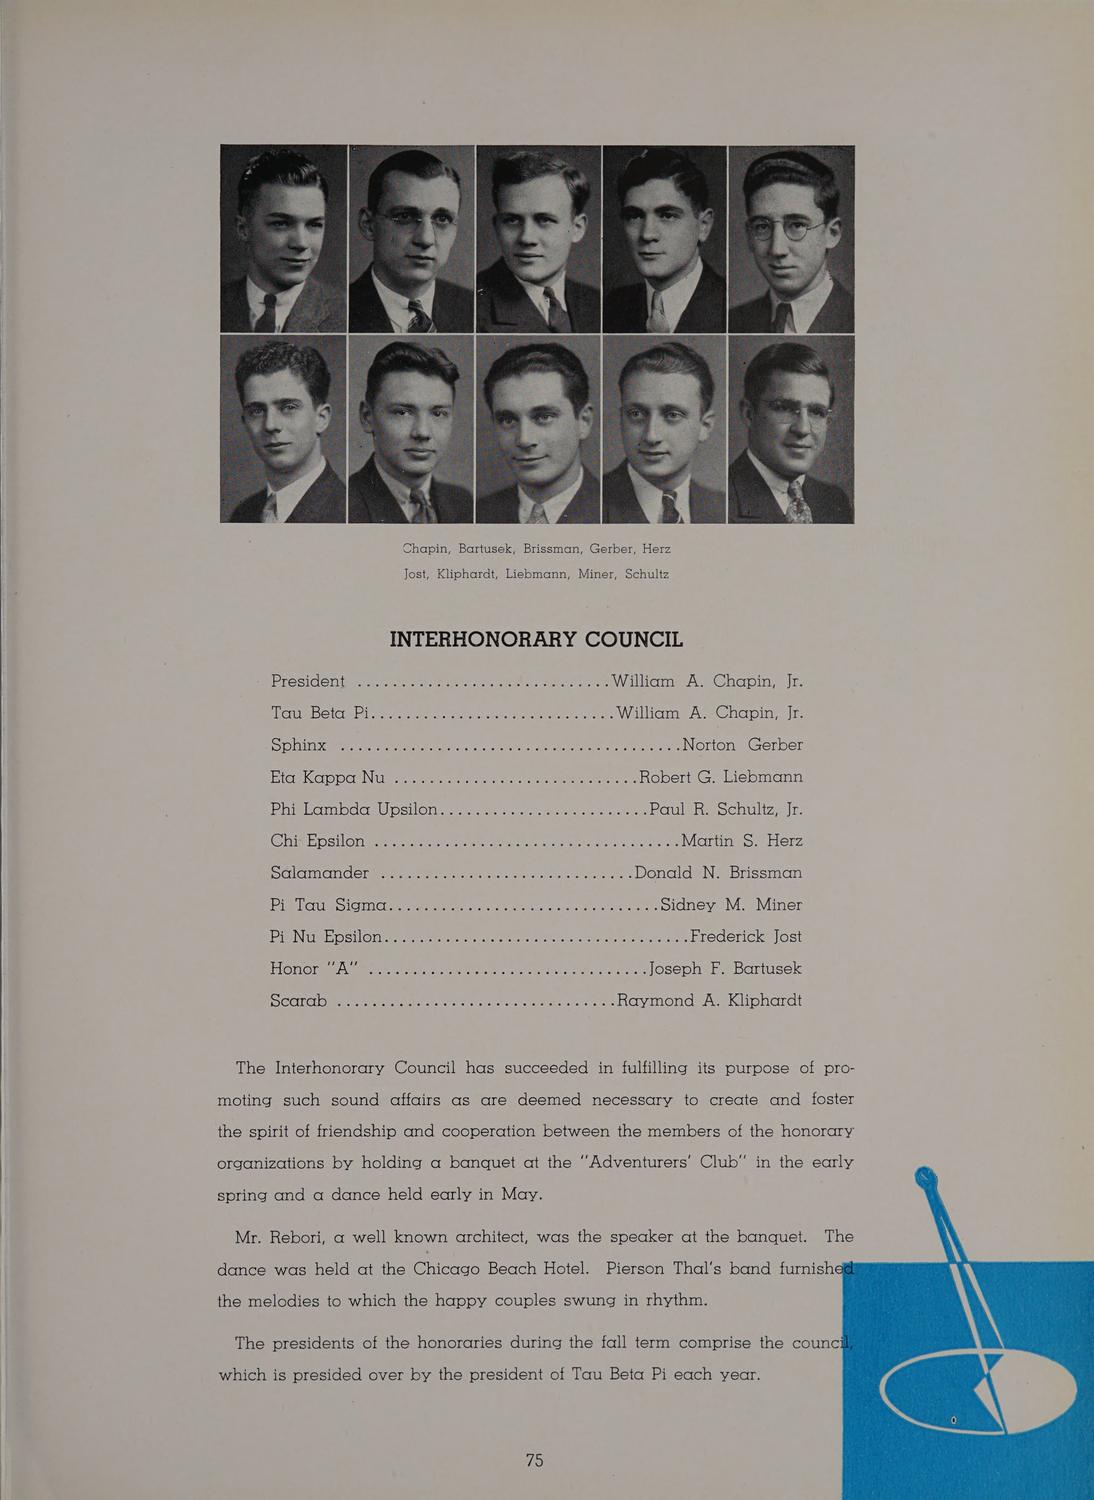 Chapin, Bartusek, Brissman, Gerber, Herz
Jost, Kliphardt, Liebmann, Miner, Schultz
INTERHONORARY COUNCIL
President .............................William A. Chapin, Jr.
Tau Beta Pi............................William A. Chapin, Jr.
Sphinx .......................................Norton Gerber
Eta Kappa Nu ............................Robert G. Liebmann
Phi Lambda Upsilon........................Paul R. Schultz, Jr.
Chi Epsilon ...................................Martin S. Herz
Salamander .............................Donald N. Brissman
Pi Tau Sigma...............................Sidney M. Miner
Pi Nu Epsilon...................................Frederick Jost
Honor "A" ................................Joseph F. Bartusek
Scarab ................................Raymond A. Kliphardt
The Interhonorary Council has succeeded in fulfilling its purpose of pro-
moting such sound affairs as are deemed necessary to create and foster
the spirit of friendship and cooperation between the members of the honorary
organizations by holding a banquet at the "Adventurers' Club" in the early
spring and a dance held early in May.
Mr. Rebori, a well known architect, was the speaker at the banquet. The
dance was held at the Chicago Beach Hotel. Pierson Thal's band furnished
the melodies to which the happy couples swung in rhythm.
The presidents of the honoraries during the fall term comprise the council,
which is presided over by the president of Tau Beta Pi each year.
75